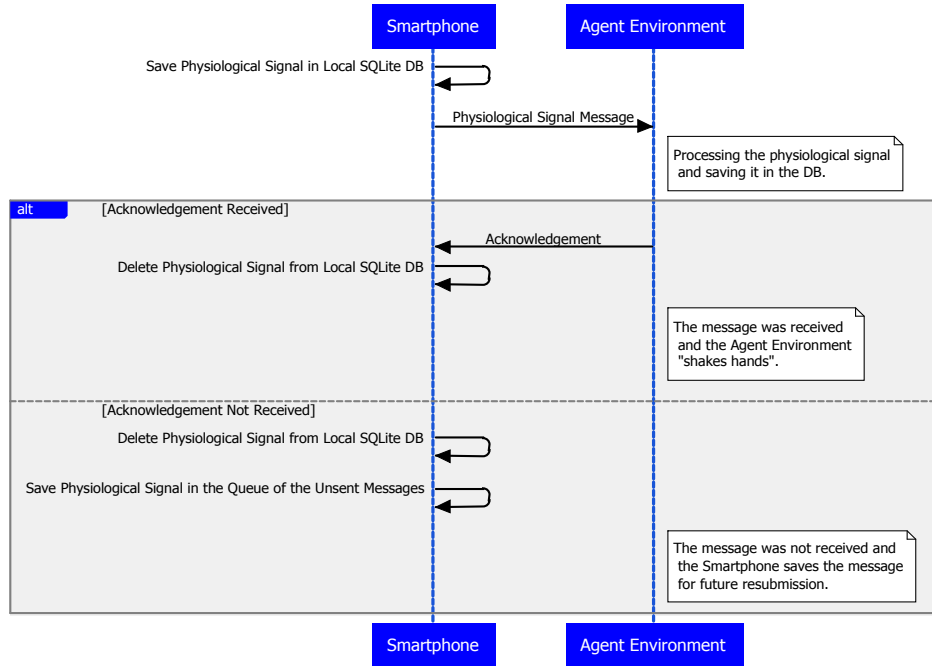 Smartphone
Agent Environment
Save Physiological Signal in Local SQLite DB
Physiological Signal Message
Processing the physiological signal
and saving it in the DB.
alt
[Acknowledgement Received]
Acknowledgement
Delete Physiological Signal from Local SQLite DB
The message was received
and the Agent Environment
"shakes hands".
[Acknowledgement Not Received]
Delete Physiological Signal from Local SQLite DB
Save Physiological Signal in the Queue of the Unsent Messages
The message was not received and
the Smartphone saves the message
for future resubmission.
Smartphone
Agent Environment